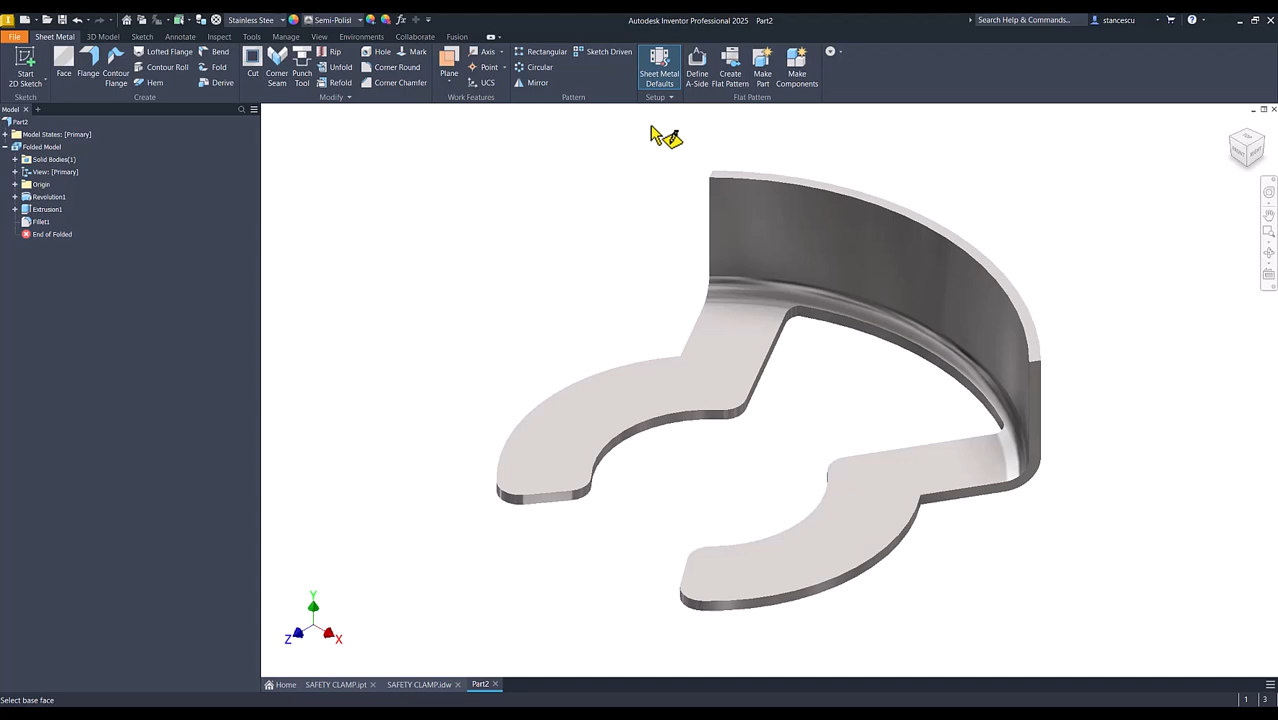 Stainless Stee
Semi-Polisl
Autodesk Inventor Professional 2025 Part2
Search Help & Commands...
stancescu
File
Sheet Metal
3D Model
Sketch
Annotate
Inspect
Tools
Manage
View
Environments
Collaborate
Fusion
Start
2D Sketch
Sketch
Face
Flange
Contour
Flange
Lofted Flange
Contour Roll
Hem
Bend
Fold
Derive
Create
Cut
Corner
Seam
Punch
Tool
Rip
Unfold
Refold
Hole
Mark
Corner Round
Corner Chamfer
Modify
Plane
Axis
Point
UCS
Work Features
Rectangular
Circular
Mirror
Sketch Driven
Pattern
Sheet Metal
Defaults
Setup
Define
A-Side
Create
Flat Pattern
Make
Part
Make
Components
Flat Pattern
Model
Part2
Model States: [Primary]
Folded Model
Solid Bodies(1)
View: [Primary]
Origin
Revolution1
Extrusion1
Fillet1
End of Folded
TOP
FRONT
RIGHT
Y
Z
X
Home
SAFETY CLAMP.ipt
SAFETY CLAMP.idw
Part2
Select base face
1
3